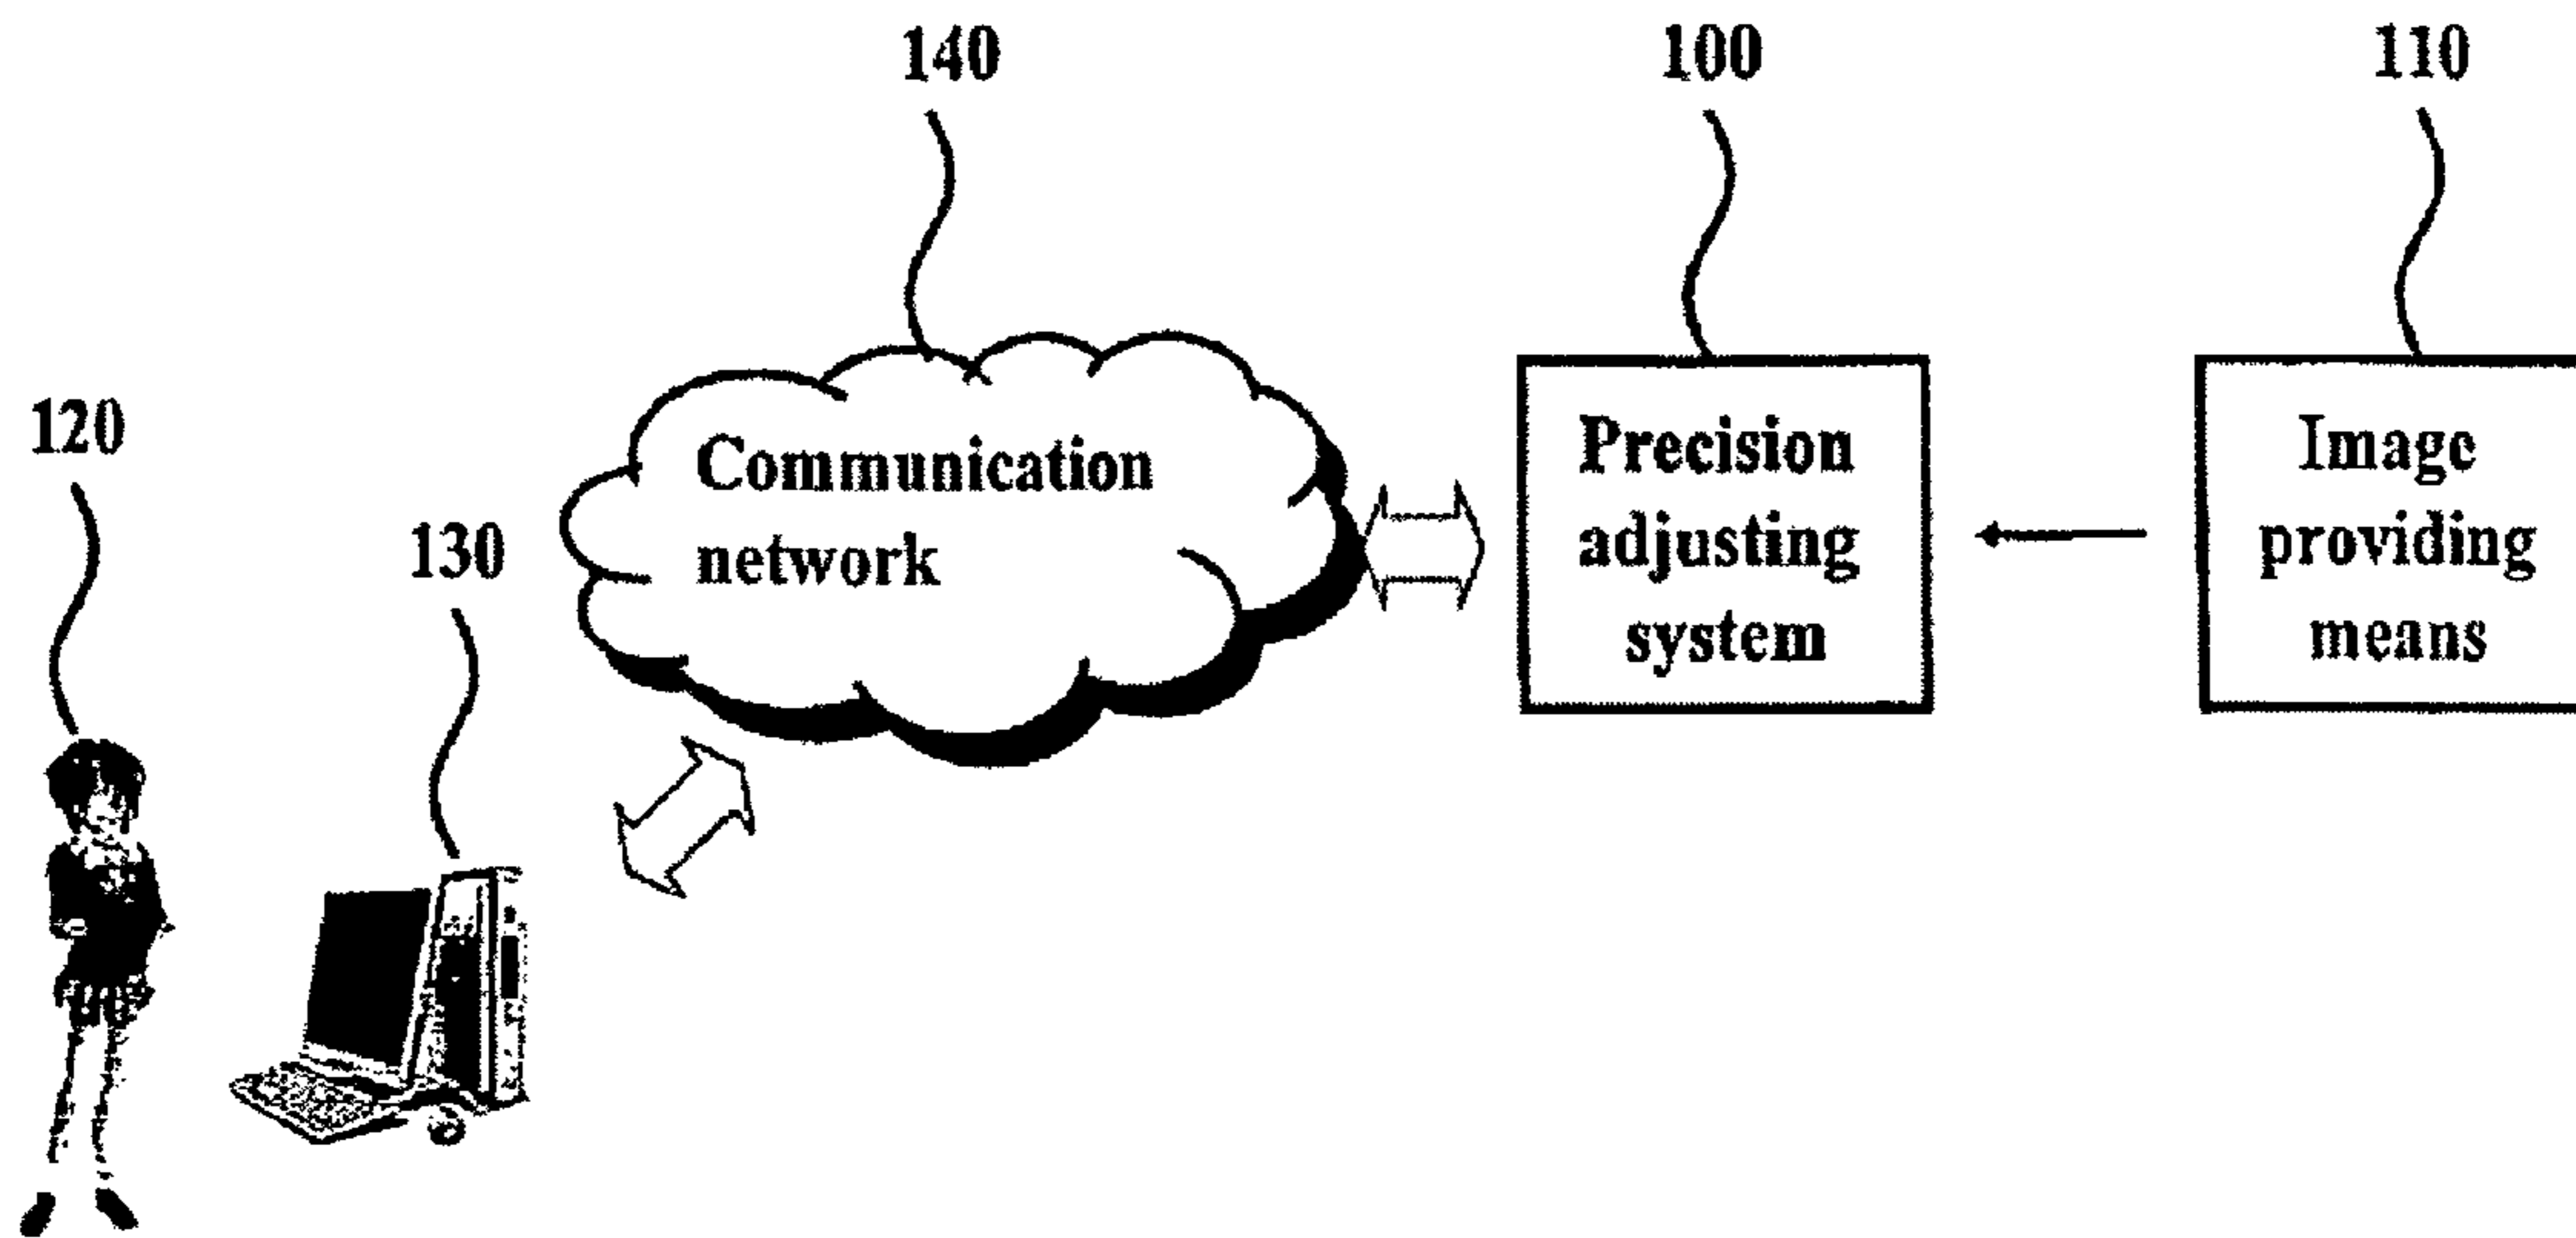 140
100
110
120
130
Communication
network
Precision
adjusting
system
Image
providing
means